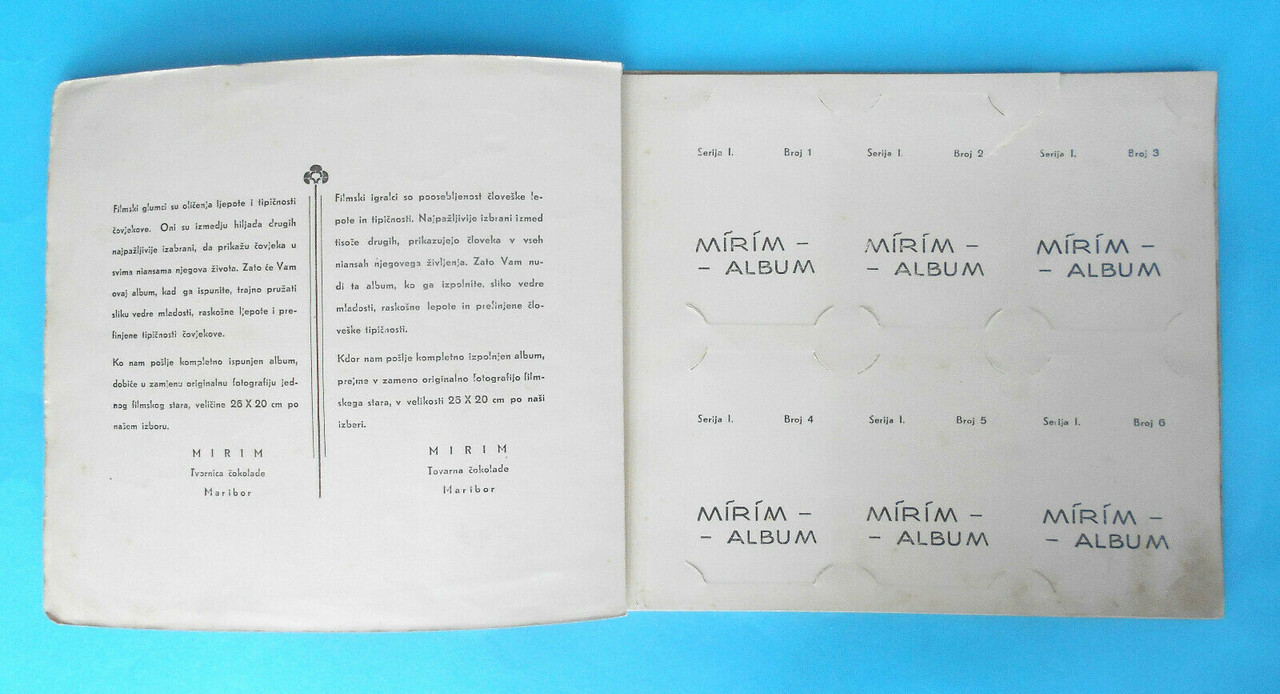 Filmski glumci su oličenja ljepote i tipičnosti
čovjekove. Oni su izmedju hiljada drugih
najpažljivije izabrani, da prikažu čovjeka u
svima niansama njegova života. Zato će Vam
ovaj album, kad ga ispunite, trajno pružati
sliku vedre mladosti, raskošne ljepote i pre-
finjene tipičnosti čovjekove.
Ko nam pošlje kompletno ispunjen album,
dobiće u zamjenu originalnu fotografiju jed-
nog filmskog stara, veličine 26 X 20 cm po
našem izboru.
MIRIM
Tvornica čokolade
Maribor
Filmski igralci so poosebljenost človeške le-
pote in tipičnosti. Najpažljivije izbrani izmed
tisoče drugih, prikazujejo človeka v vseh
niansah njegovega življenja. Zato Vam nu-
di ta album, ko ga izpolnite, sliko vedre
mladosti, raskošne lepote in prefinjene člo-
veške tipičnosti.
Kdor nam pošlje kompletno izpolnjen album,
prejme v zameno originalno fotografijo film-
skega stara, v velikosti 26 X 20 cm po naši
izberi.
MIRIM
Tovarna čokolade
Maribor
Serija I. Broj 1
MÍRÍM –
– ALBUM
Serija I. Broj 2
MÍRÍM –
– ALBUM
Serija I. Broj 3
MÍRÍM –
– ALBUM
Serija I. Broj 4
MÍRÍM –
– ALBUM
Serija I. Broj 5
MÍRÍM –
– ALBUM
Serija I. Broj 6
MÍRÍM –
– ALBUM